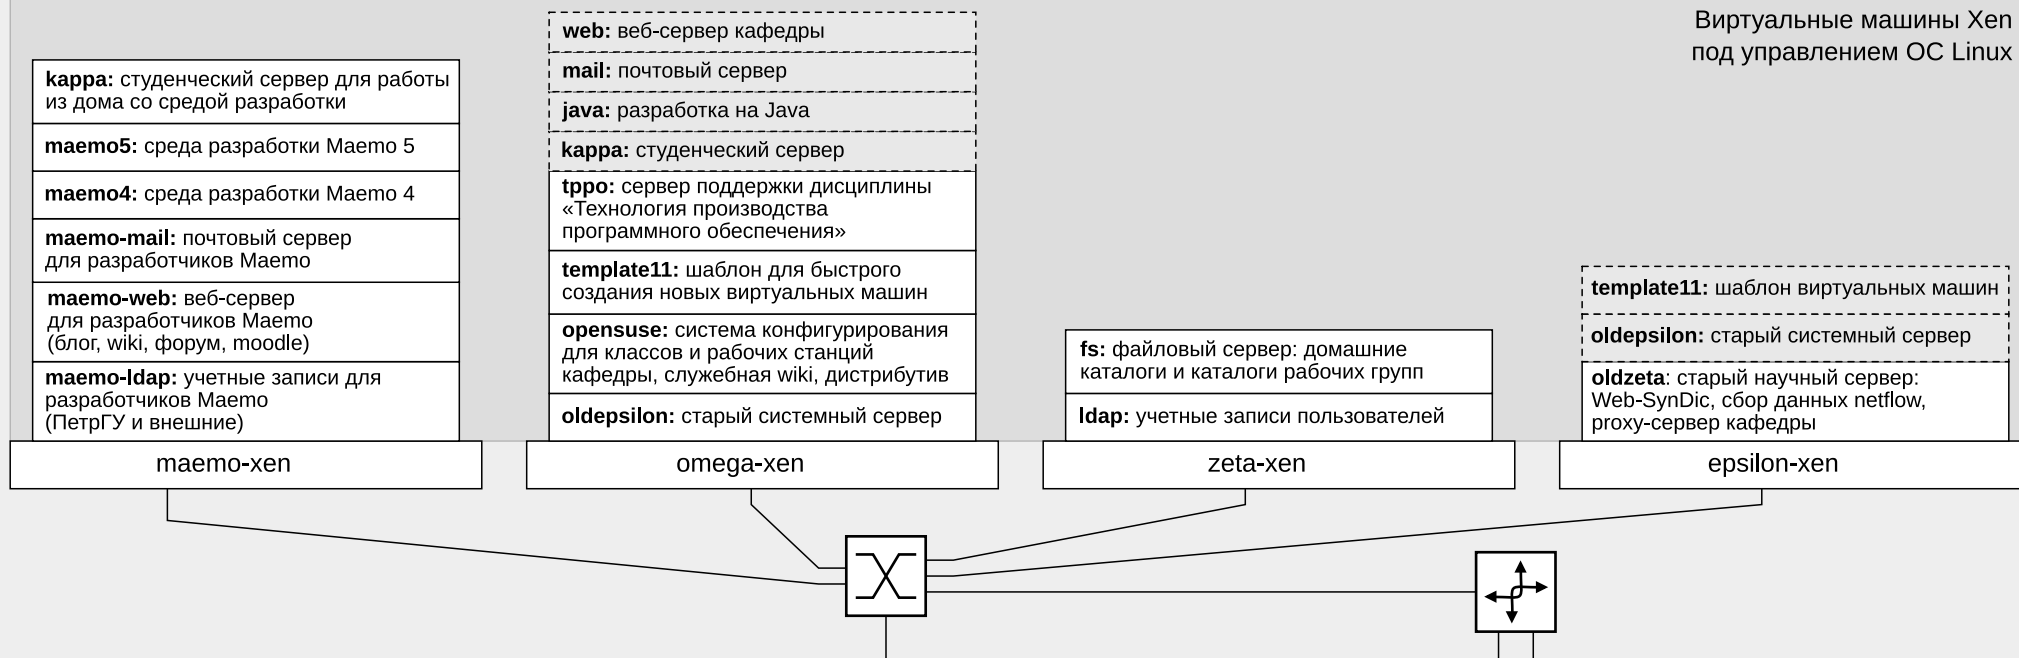 Виртуальные машины Xen
под управлением ОС Linux
kappa: студенческий сервер для работы
из дома со средой разработки
maemo5: среда разработки Maemo 5
maemo4: среда разработки Maemo 4
maemo-mail: почтовый сервер
для разработчиков Maemo
maemo-web: веб-сервер
для разработчиков Maemo
(блог, wiki, форум, moodle)
maemo-ldap: учетные записи для
разработчиков Maemo
(ПетрГУ и внешние)
maemo-xen
web: веб-сервер кафедры
mail: почтовый сервер
java: разработка на Java
kappa: студенческий сервер
tppo: сервер поддержки дисциплины
«Технология производства
программного обеспечения»
template11: шаблон для быстрого
создания новых виртуальных машин
opensuse: система конфигурирования
для классов и рабочих станций
кафедры, служебная wiki, дистрибутив
oldepsilon: старый системный сервер
omega-xen
fs: файловый сервер: домашние
каталоги и каталоги рабочих групп
ldap: учетные записи пользователей
zeta-xen
template11: шаблон виртуальных машин
oldepsilon: старый системный сервер
oldzeta: старый научный сервер:
Web-SynDic, сбор данных netflow,
proxy-сервер кафедры
epsilon-xen